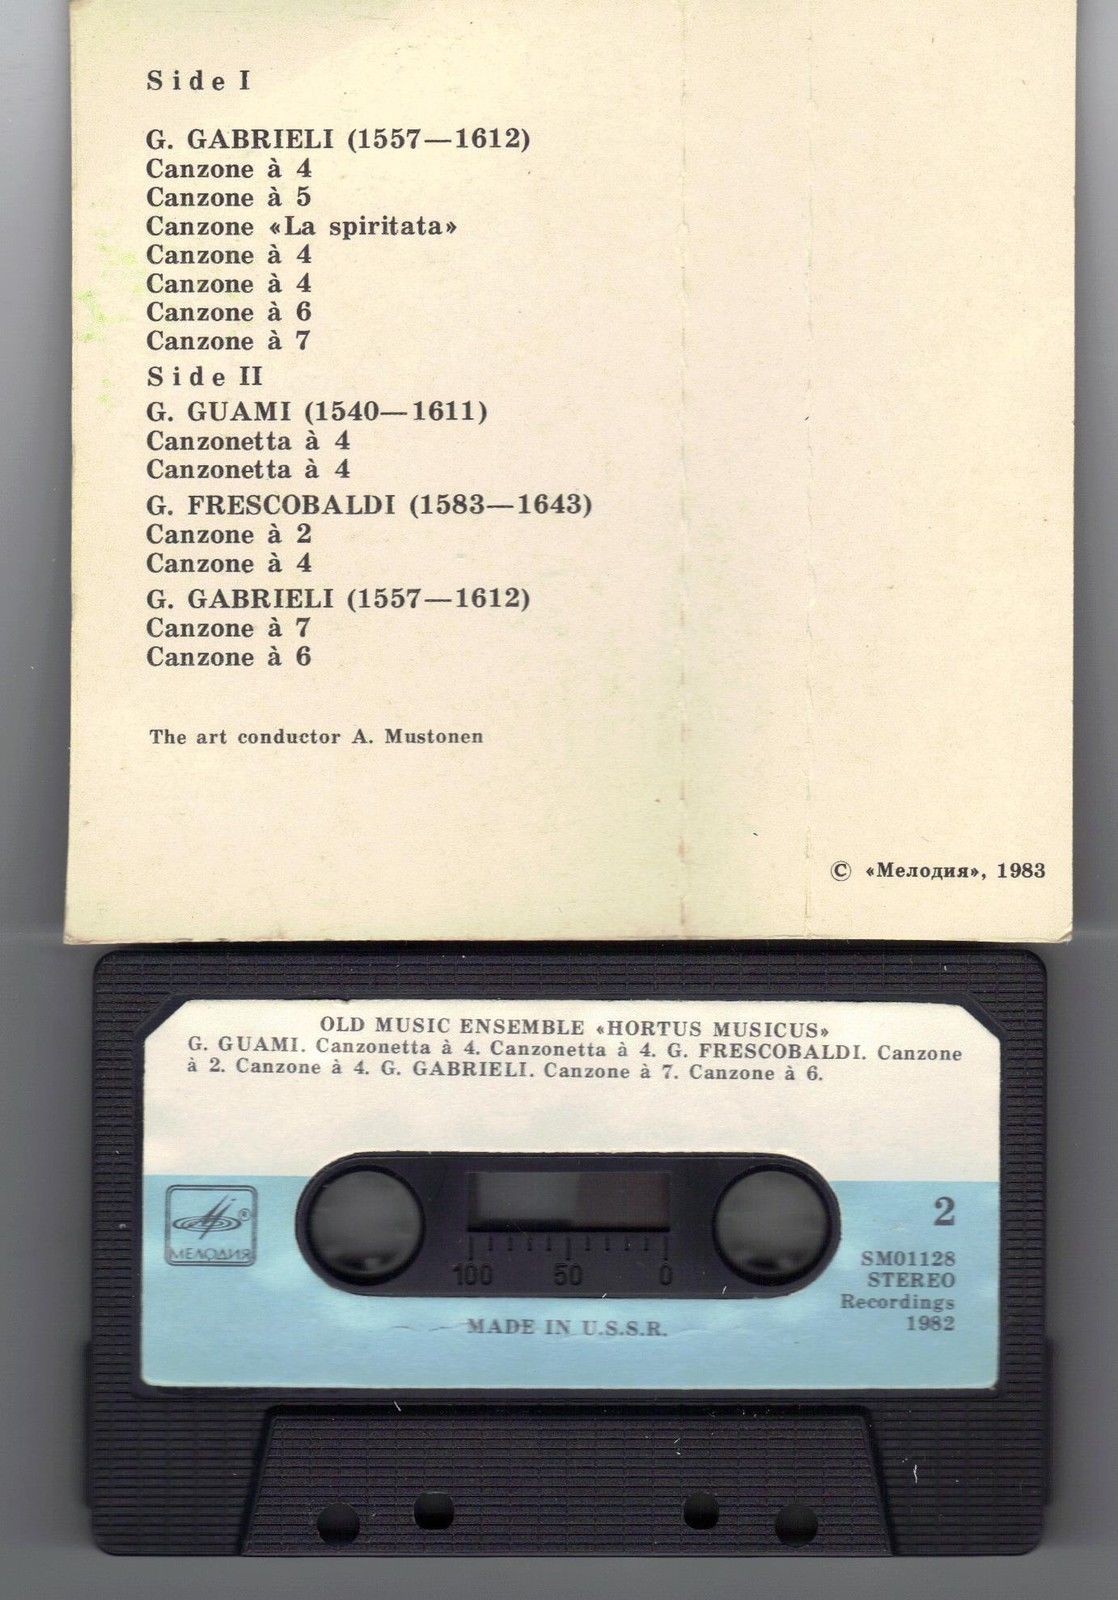 Side I
G. GABRIELI (1557—1612)
Canzone à 4
Canzone à 5
Canzone «La spiritata»
Canzone à 4
Canzone à 4
Canzone à 6
Canzone à 7
Side II
G. GUAMI (1540—1611)
Canzonetta à 4
Canzonetta à 4
G. FRESCOBALDI (1583—1643)
Canzone à 2
Canzone à 4
G. GABRIELI (1557—1612)
Canzone à 7
Canzone à 6
The art conductor A. Mustonen
© «Мелодия», 1983
OLD MUSIC ENSEMBLE «HORTUS MUSICUS»
G. GUAMI. Canzonetta à 4. Canzonetta à 4. G. FRESCOBALDI. Canzone
à 2. Canzone à 4. G. GABRIELI. Canzone à 7. Canzone à 6.
®
МЕЛОДИЯ
100 50 0
2
SM01128
STEREO
Recordings
1982
MADE IN U.S.S.R.